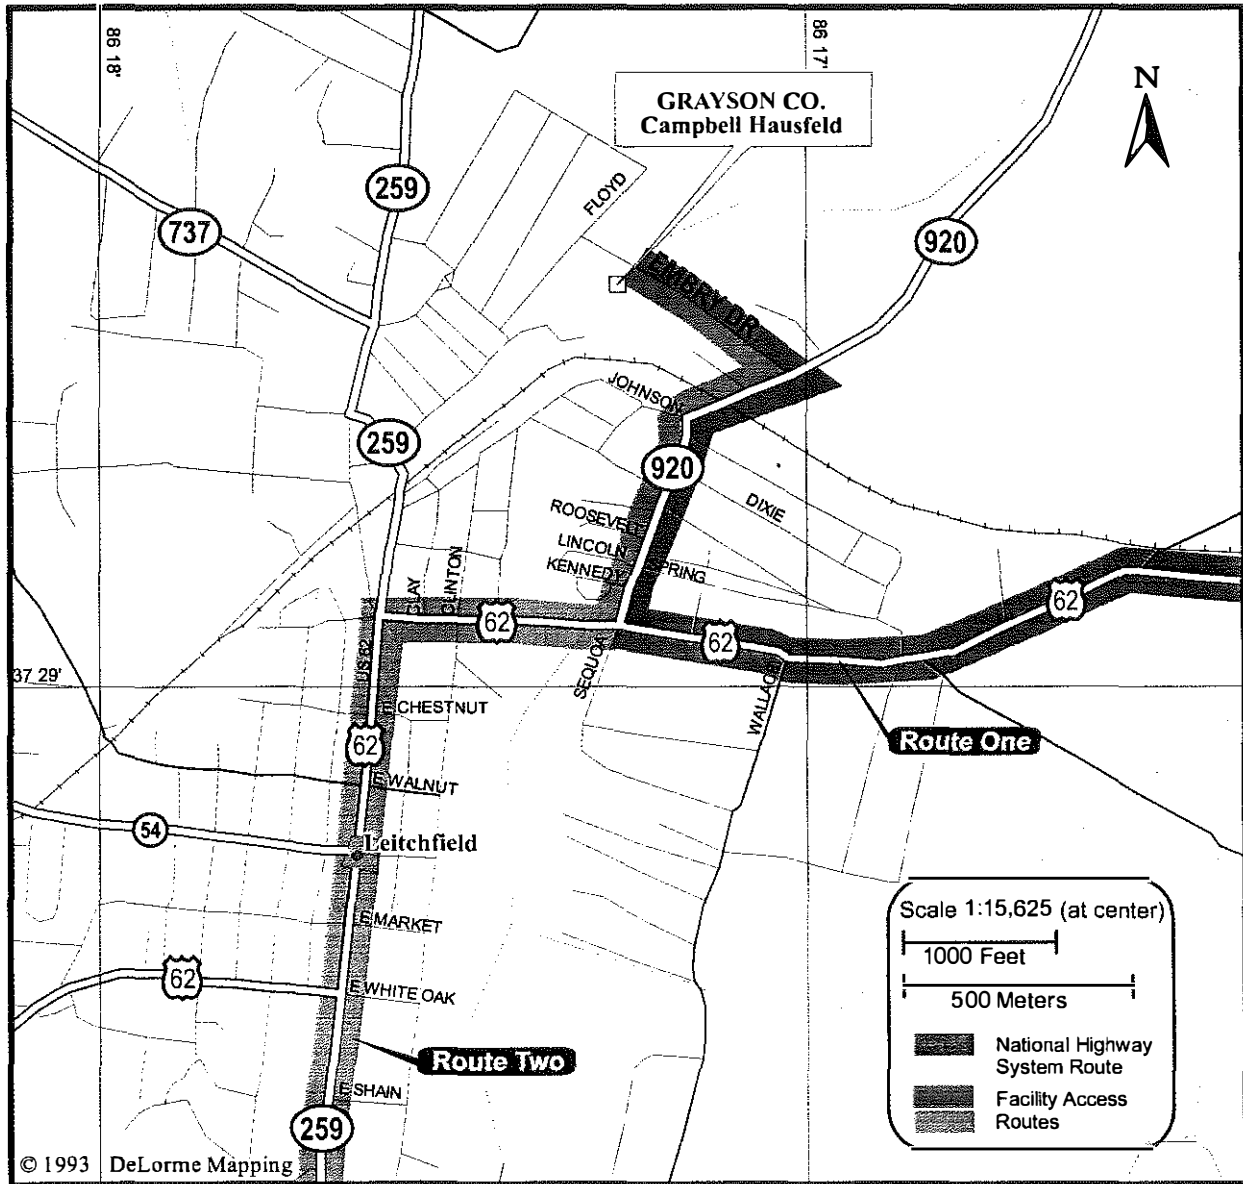 86 18'
86 17'
N
GRAYSON CO.
Campbell Hausfeld
259
FLOYD
737
920
EMBRY DR
JOHNSON
259
920
DIXIE
ROOSEVELT
LINCOLN
KENNEDY
SPRING
CLAY
CLINTON
62
62
62
SEQUOA
WALLACE
US 62
37 29'
E CHESTNUT
Route One
62
E WALNUT
54
Leitchfield
E MARKET
62
E WHITE OAK
Route Two
E SHAIN
259
Scale 1:15,625 (at center)
1000 Feet
500 Meters
National Highway
System Route
Facility Access
Routes
© 1993 DeLorme Mapping